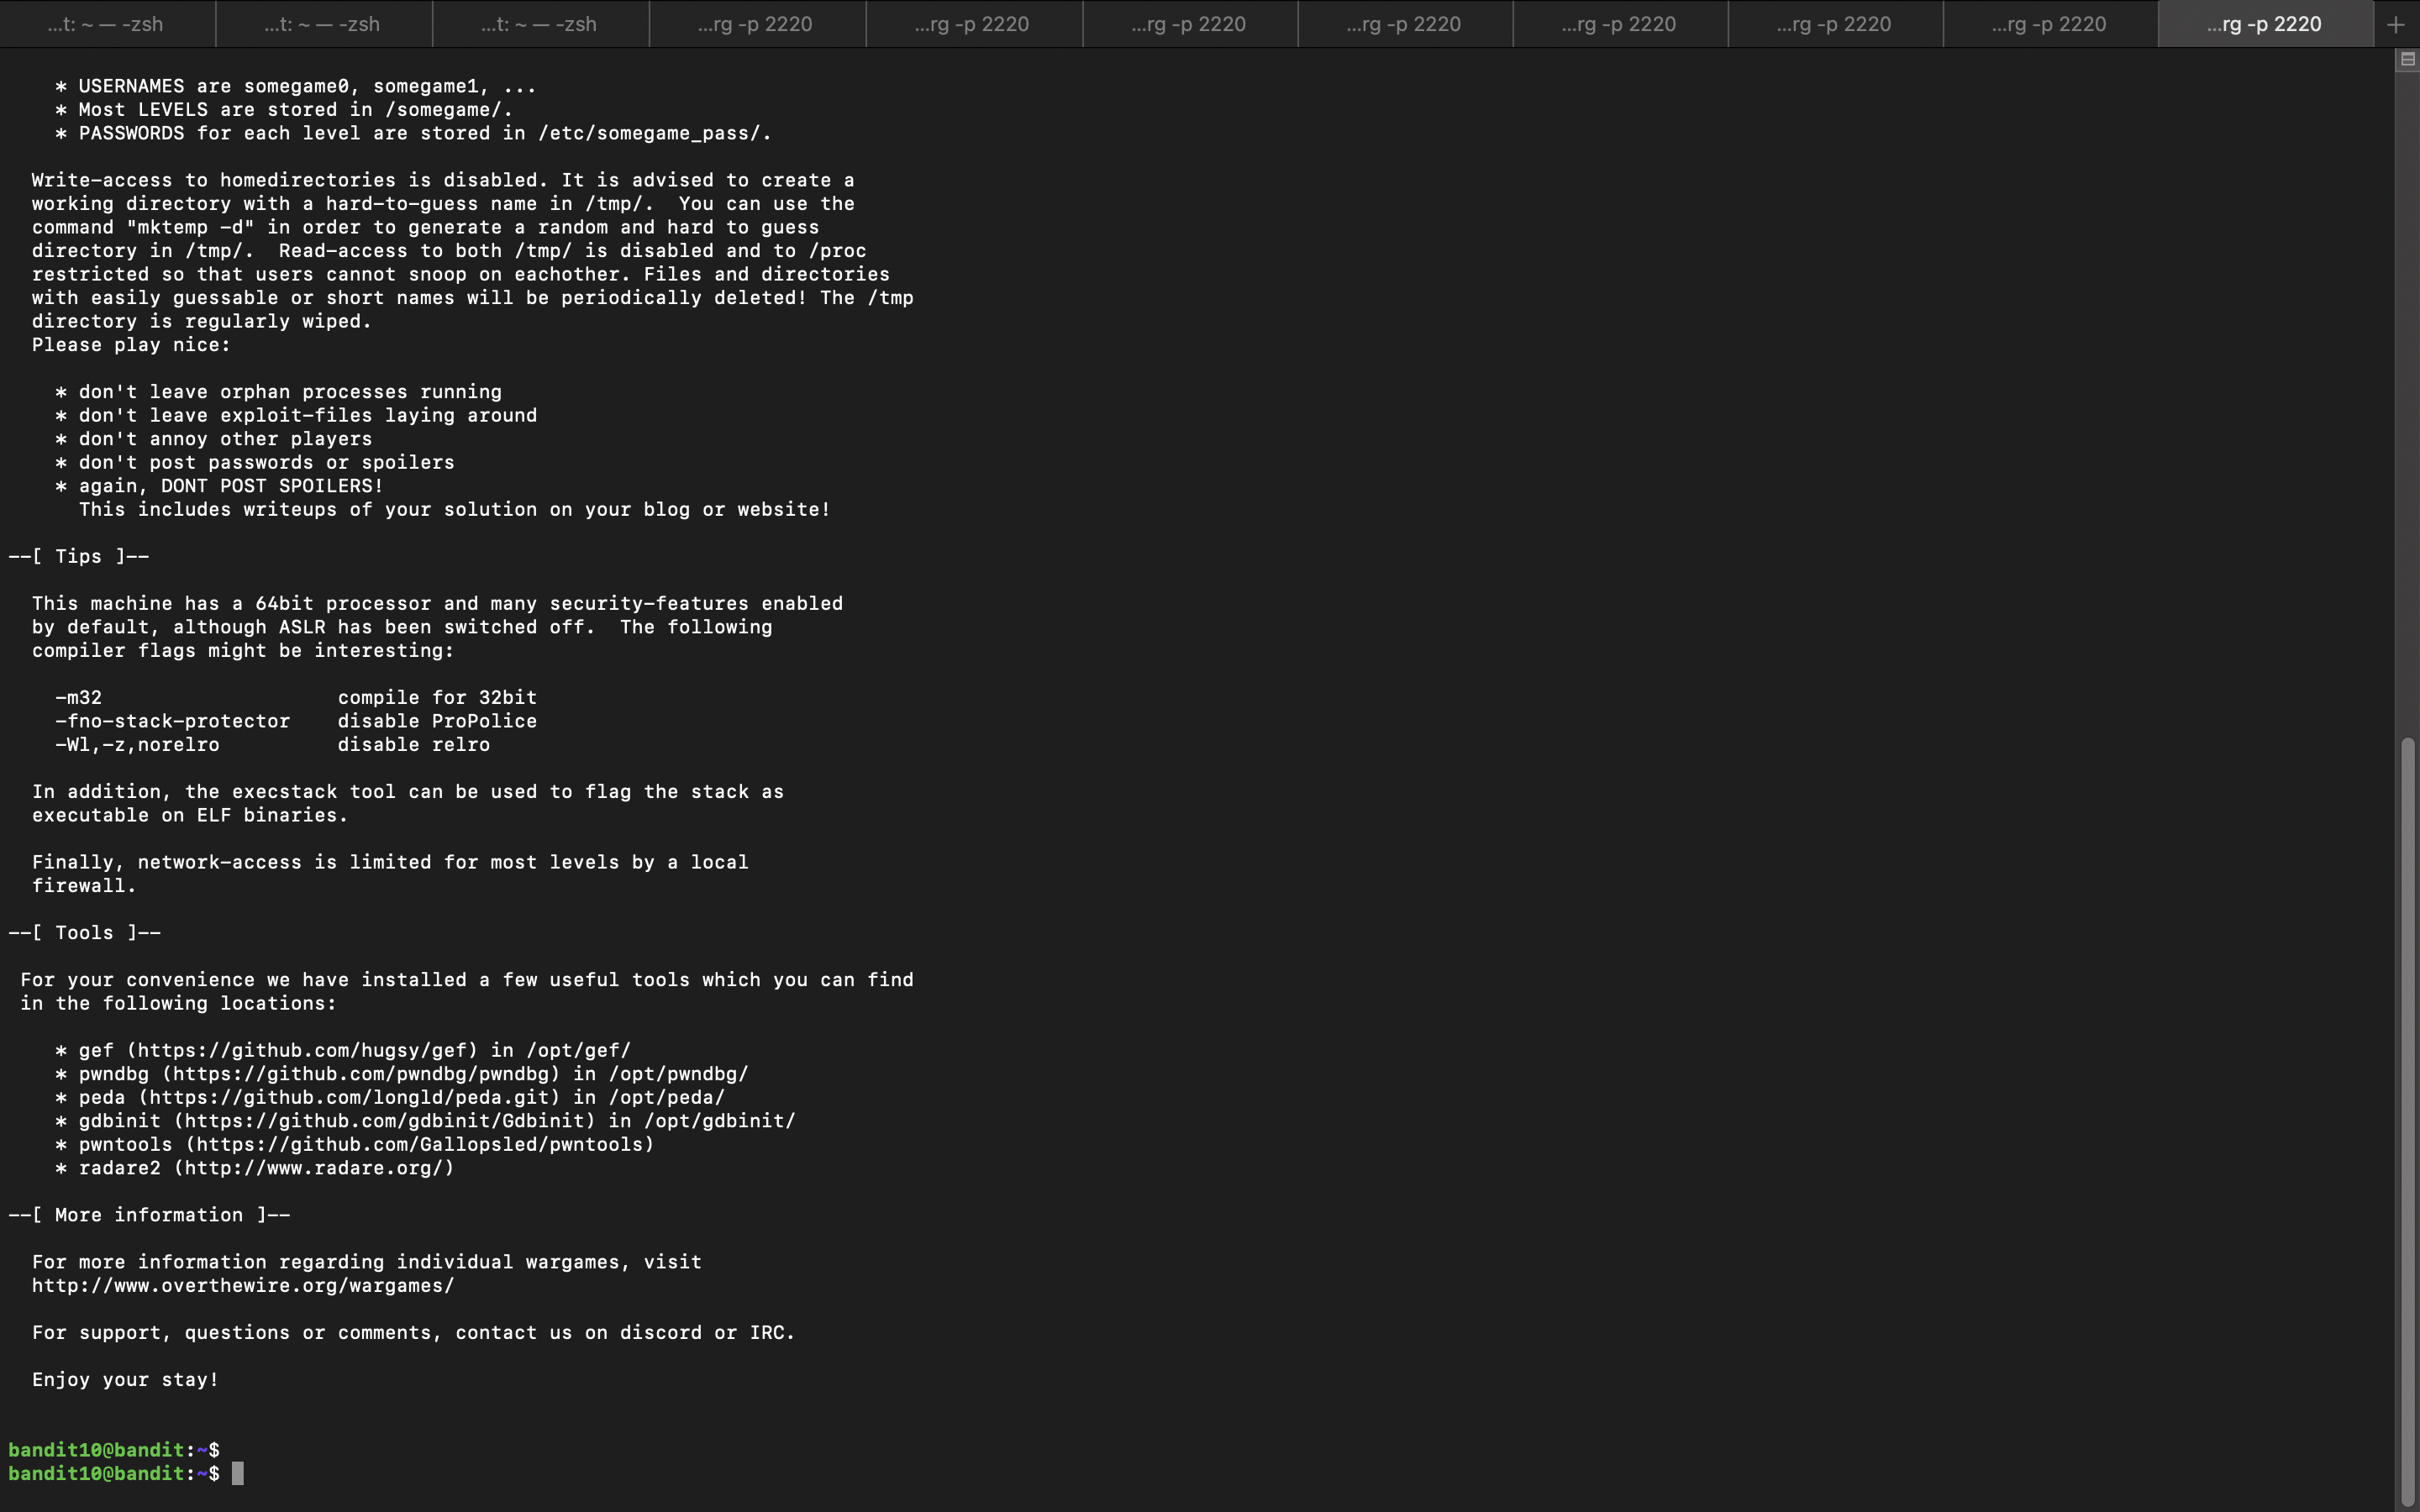 ...t: ~ — -zsh ...t: ~ — -zsh ...t: ~ — -zsh ...rg -p 2220 ...rg -p 2220 ...rg -p 2220 ...rg -p 2220 ...rg -p 2220 ...rg -p 2220 ...rg -p 2220 ...rg -p 2220 +
* USERNAMES are somegame0, somegame1, ...
* Most LEVELS are stored in /somegame/.
* PASSWORDS for each level are stored in /etc/somegame_pass/.
Write-access to homedirectories is disabled. It is advised to create a
working directory with a hard-to-guess name in /tmp/.  You can use the
command "mktemp -d" in order to generate a random and hard to guess
directory in /tmp/.  Read-access to both /tmp/ is disabled and to /proc
restricted so that users cannot snoop on eachother. Files and directories
with easily guessable or short names will be periodically deleted! The /tmp
directory is regularly wiped.
Please play nice:
* don't leave orphan processes running
* don't leave exploit-files laying around
* don't annoy other players
* don't post passwords or spoilers
* again, DONT POST SPOILERS!
This includes writeups of your solution on your blog or website!
--[ Tips ]--
This machine has a 64bit processor and many security-features enabled
by default, although ASLR has been switched off.  The following
compiler flags might be interesting:
-m32                    compile for 32bit
-fno-stack-protector    disable ProPolice
-Wl,-z,norelro          disable relro
In addition, the execstack tool can be used to flag the stack as
executable on ELF binaries.
Finally, network-access is limited for most levels by a local
firewall.
--[ Tools ]--
For your convenience we have installed a few useful tools which you can find
in the following locations:
* gef (https://github.com/hugsy/gef) in /opt/gef/
* pwndbg (https://github.com/pwndbg/pwndbg) in /opt/pwndbg/
* peda (https://github.com/longld/peda.git) in /opt/peda/
* gdbinit (https://github.com/gdbinit/Gdbinit) in /opt/gdbinit/
* pwntools (https://github.com/Gallopsled/pwntools)
* radare2 (http://www.radare.org/)
--[ More information ]--
For more information regarding individual wargames, visit
http://www.overthewire.org/wargames/
For support, questions or comments, contact us on discord or IRC.
Enjoy your stay!
bandit10@bandit:~$
bandit10@bandit:~$